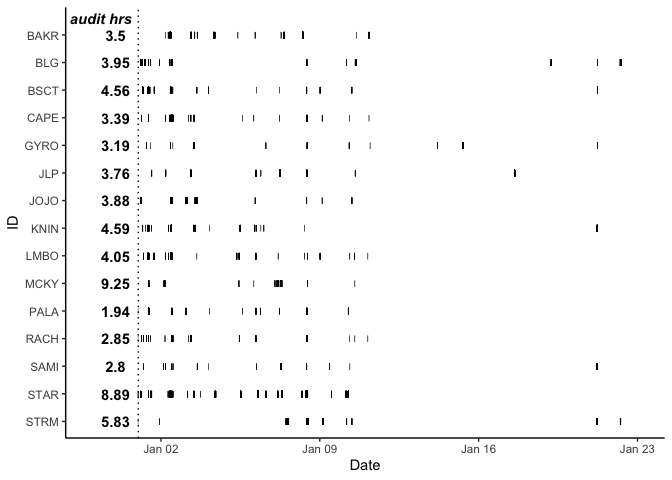 audit hrs
BAKR 3.5
BLG 3.95
BSCT 4.56
CAPE 3.39
GYRO 3.19
JLP 3.76
JOJO 3.88
KNIN 4.59
LMBO 4.05
MCKY 9.25
PALA 1.94
RACH 2.85
SAMI 2.8
STAR 8.89
STRM 5.83
ID
Jan 02 Jan 09 Jan 16 Jan 23
Date